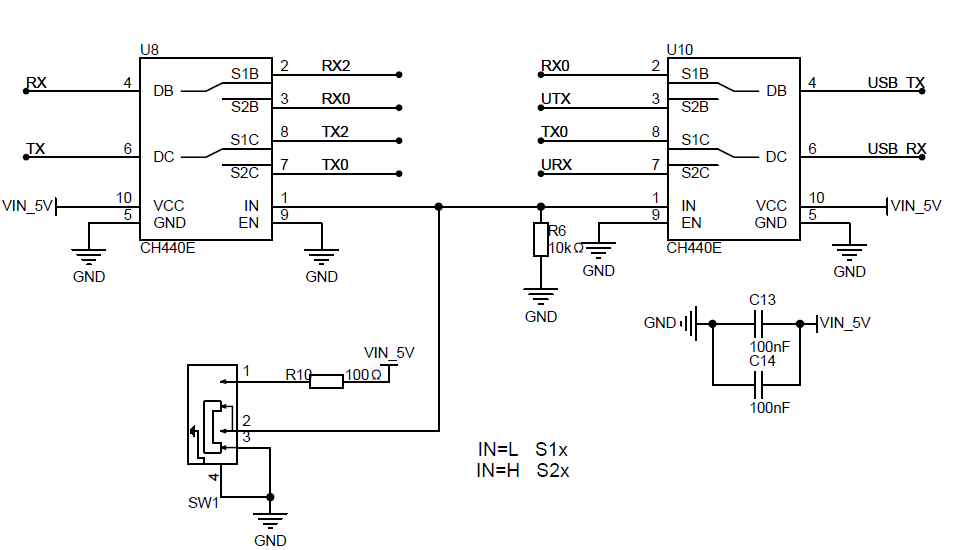 U8
U10
RX 4 DB S1B 2 RX2
S2B 3 RX0
TX 6 DC S1C 8 TX2
S2C 7 TX0
VIN_5V 10 VCC IN 1
5 GND EN 9
CH440E
GND
GND
RX0 2 S1B DB 4 USB_TX
UTX 3 S2B
TX0 8 S1C DC 6 USB_RX
URX 7 S2C
1 IN VCC 10 VIN_5V
9 EN GND 5
CH440E
GND
GND
R6
10kΩ
GND
C13
GND VIN_5V
100nF
C14
100nF
VIN_5V
1 R10 100Ω
2
3
4
SW1
GND
IN=L S1x
IN=H S2x